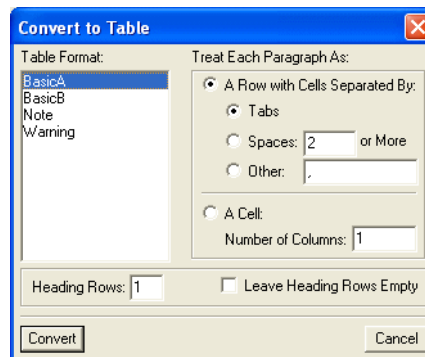 Convert to Table
Table Format:
BasicA
BasicB
Note
Warning
Treat Each Paragraph As:
A Row with Cells Separated By:
Tabs
Spaces: 2 or More
Other: ,
A Cell:
Number of Columns: 1
Heading Rows: 1
Leave Heading Rows Empty
Convert
Cancel